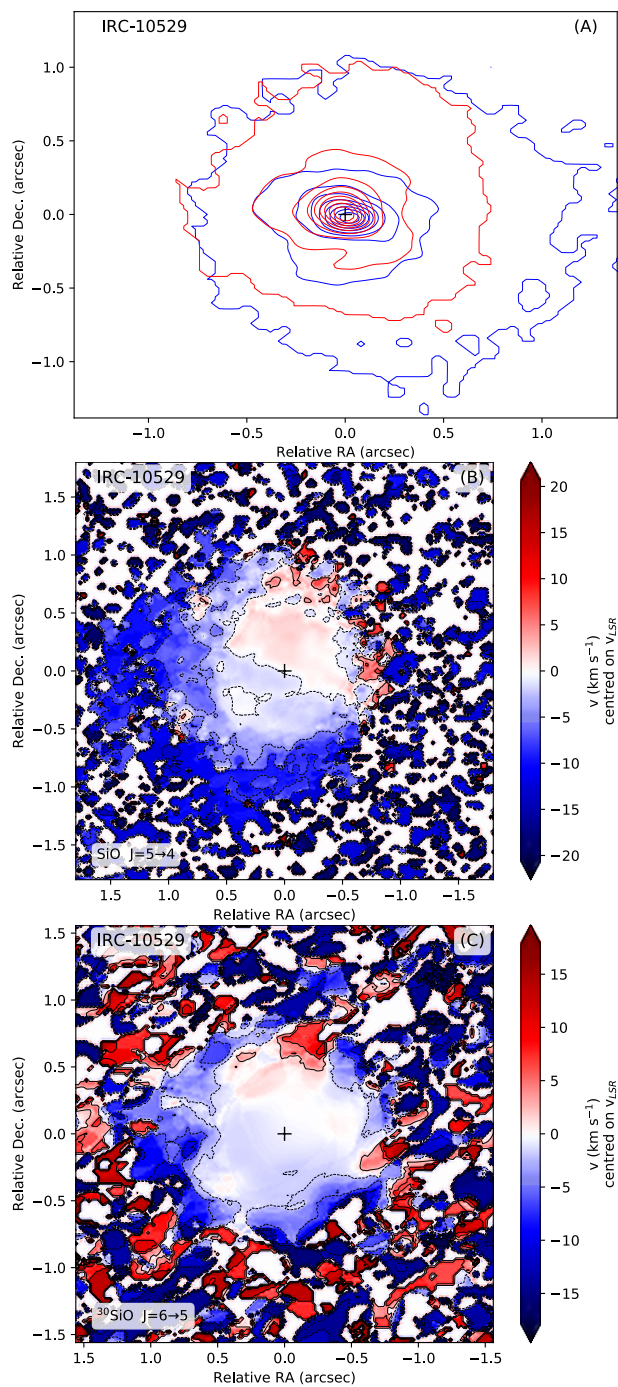 IRC-10529 (A)
1.0
0.5
0.0
−0.5
−1.0
Relative Dec. (arcsec)
−1.0 −0.5 0.0 0.5 1.0
Relative RA (arcsec)
IRC-10529 (B)
1.5
1.0
0.5
0.0
−0.5
−1.0
−1.5
Relative Dec. (arcsec)
SiO J=5→4
1.5 1.0 0.5 0.0 −0.5 −1.0 −1.5
Relative RA (arcsec)
20
15
10
5
0
−5
−10
−15
−20
v (km s⁻¹)
centred on v_LSR
IRC-10529 (C)
1.5
1.0
0.5
0.0
−0.5
−1.0
−1.5
Relative Dec. (arcsec)
³⁰SiO J=6→5
1.5 1.0 0.5 0.0 −0.5 −1.0 −1.5
Relative RA (arcsec)
15
10
5
0
−5
−10
−15
v (km s⁻¹)
centred on v_LSR